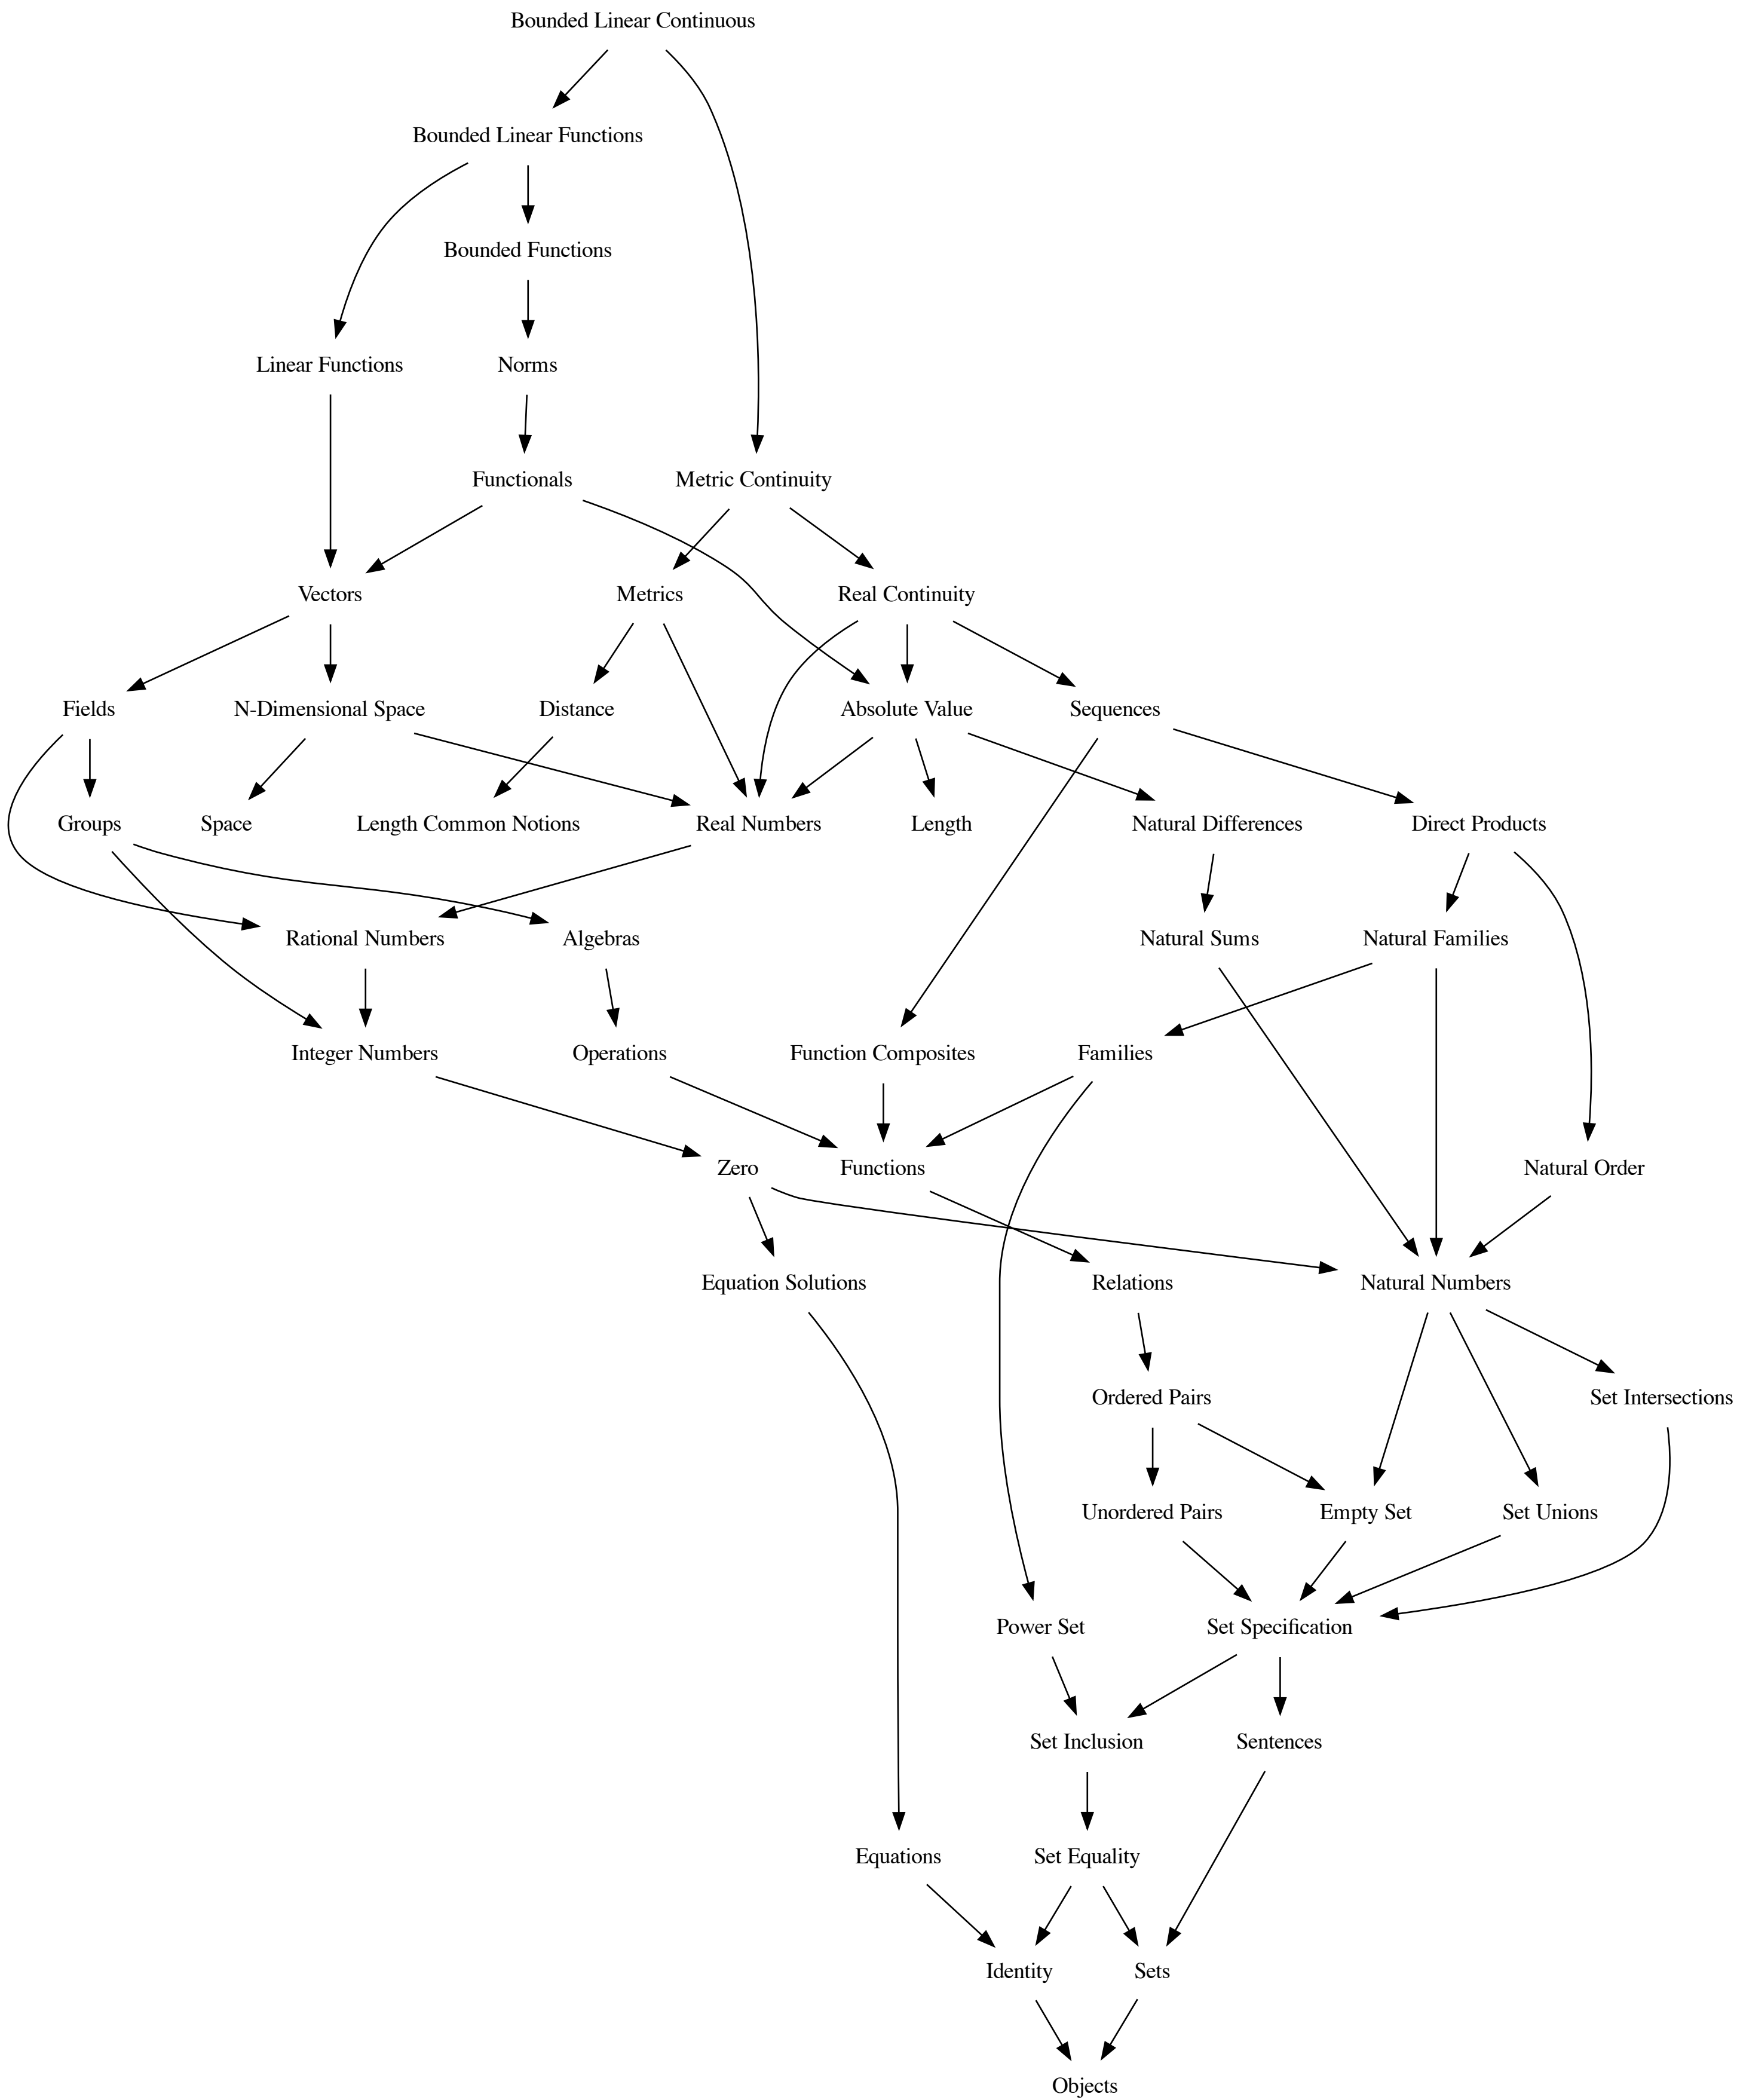 Bounded Linear Continuous
Bounded Linear Functions
Bounded Functions
Linear Functions
Norms
Functionals
Metric Continuity
Vectors
Metrics
Real Continuity
Fields
N-Dimensional Space
Distance
Absolute Value
Sequences
Groups
Space
Length Common Notions
Real Numbers
Length
Natural Differences
Direct Products
Rational Numbers
Algebras
Natural Sums
Natural Families
Integer Numbers
Operations
Function Composites
Families
Zero
Functions
Natural Order
Equation Solutions
Relations
Natural Numbers
Ordered Pairs
Set Intersections
Unordered Pairs
Empty Set
Set Unions
Power Set
Set Specification
Set Inclusion
Sentences
Equations
Set Equality
Identity
Sets
Objects